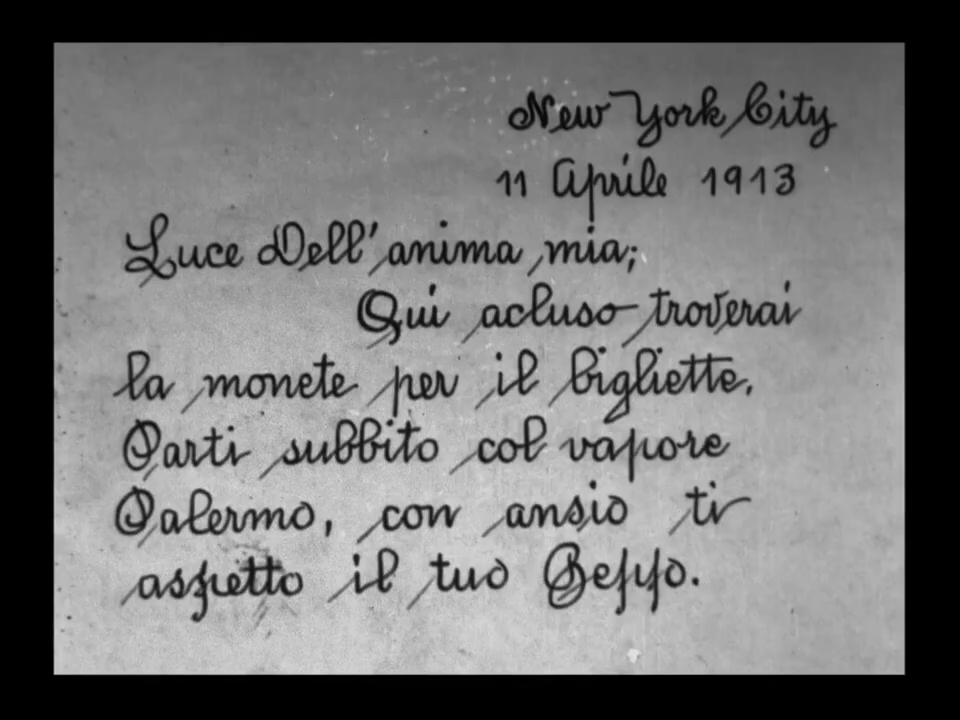 New York City
11 Aprile 1913
Luce Dell'anima mia;
Qui acluso troverai
la monete per il bigliette.
Parti subbito col vapore
Palermo, con ansio ti
aspetto il tuo Beppo.